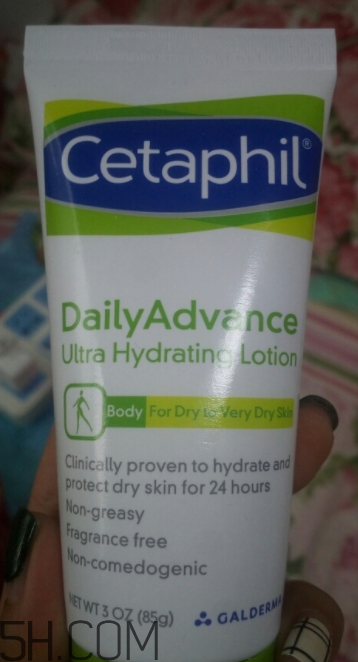 Cetaphil®
DailyAdvance
Ultra Hydrating Lotion
Body For Dry to Very Dry Skin
Clinically proven to hydrate and
protect dry skin for 24 hours
Non-greasy
Fragrance free
Non-comedogenic
NET WT 3 OZ (85g) GALDERMA
5H.COM